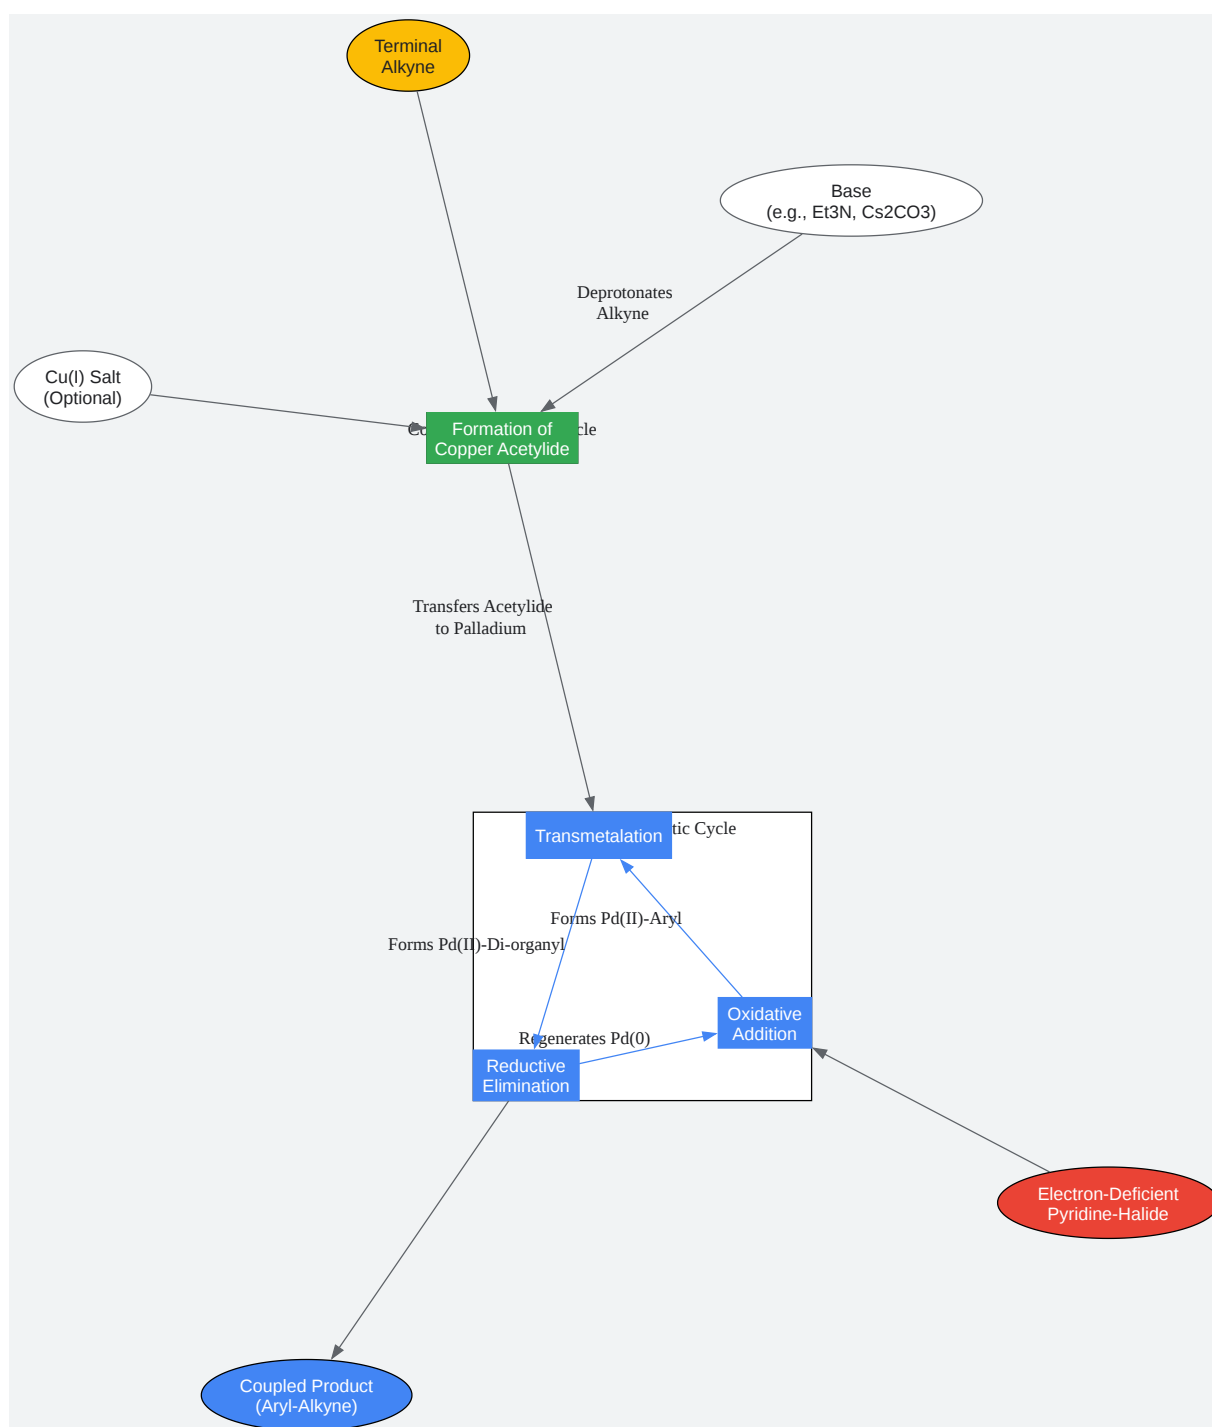 Terminal
Alkyne
Base
(e.g., Et3N, Cs2CO3)
Deprotonates
Alkyne
Cu(I) Salt
(Optional)
Formation of
Copper Acetylide
Transfers Acetylide
to Palladium
Transmetalation
Cycle
Forms Pd(II)-Aryl
Forms Pd(II)-Di-organyl
Oxidative
Addition
Regenerates Pd(0)
Reductive
Elimination
Electron-Deficient
Pyridine-Halide
Coupled Product
(Aryl-Alkyne)